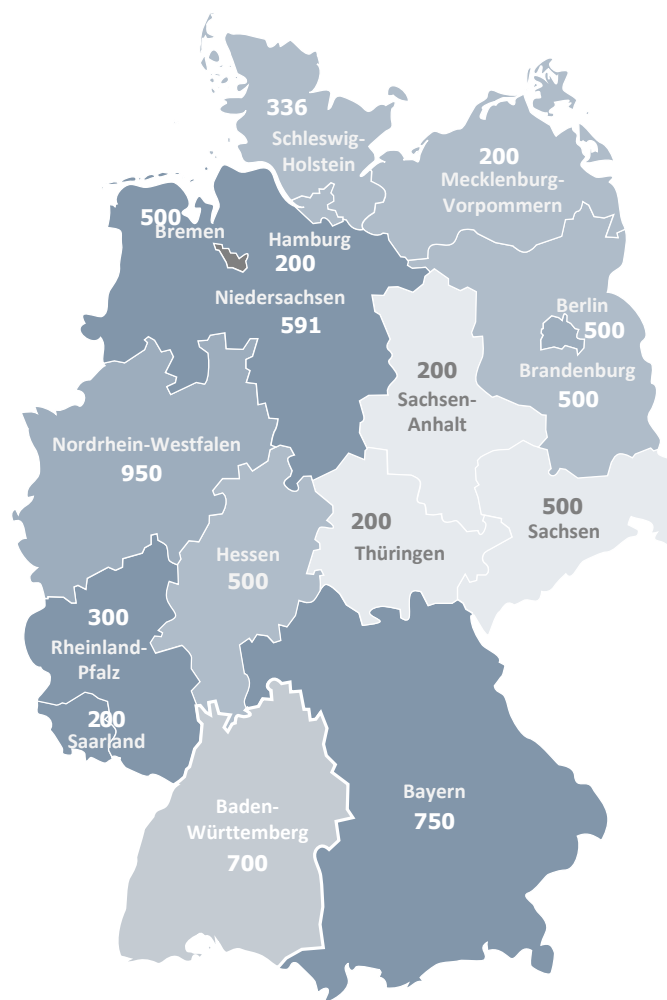 336
Schleswig-
Holstein
200
Mecklenburg-
Vorpommern
500
Bremen
Hamburg
200
Niedersachsen
591
Berlin
500
Brandenburg
500
200
Sachsen-
Anhalt
Nordrhein-Westfalen
950
500
Sachsen
200
Thüringen
Hessen
500
300
Rheinland-
Pfalz
200
Saarland
Baden-
Württemberg
700
Bayern
750